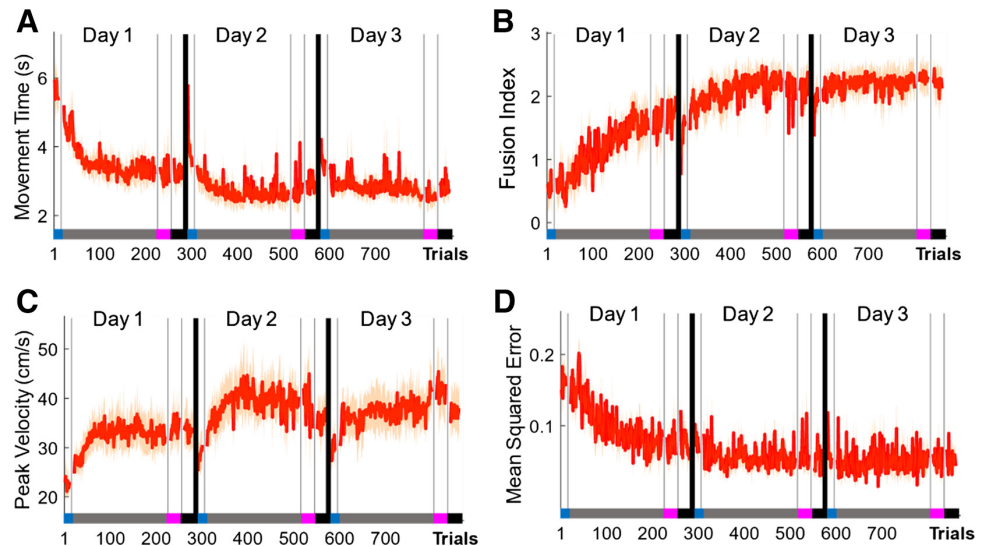 A
Day 1 Day 2 Day 3
Movement Time (s)
6
4
2
1 100 200 300 400 500 600 700 Trials
B
Day 1 Day 2 Day 3
Fusion Index
3
2
1
0
1 100 200 300 400 500 600 700 Trials
C
Day 1 Day 2 Day 3
Peak Velocity (cm/s)
50
40
30
20
1 100 200 300 400 500 600 700 Trials
D
Day 1 Day 2 Day 3
Mean Squared Error
0.2
0.1
1 100 200 300 400 500 600 700 Trials